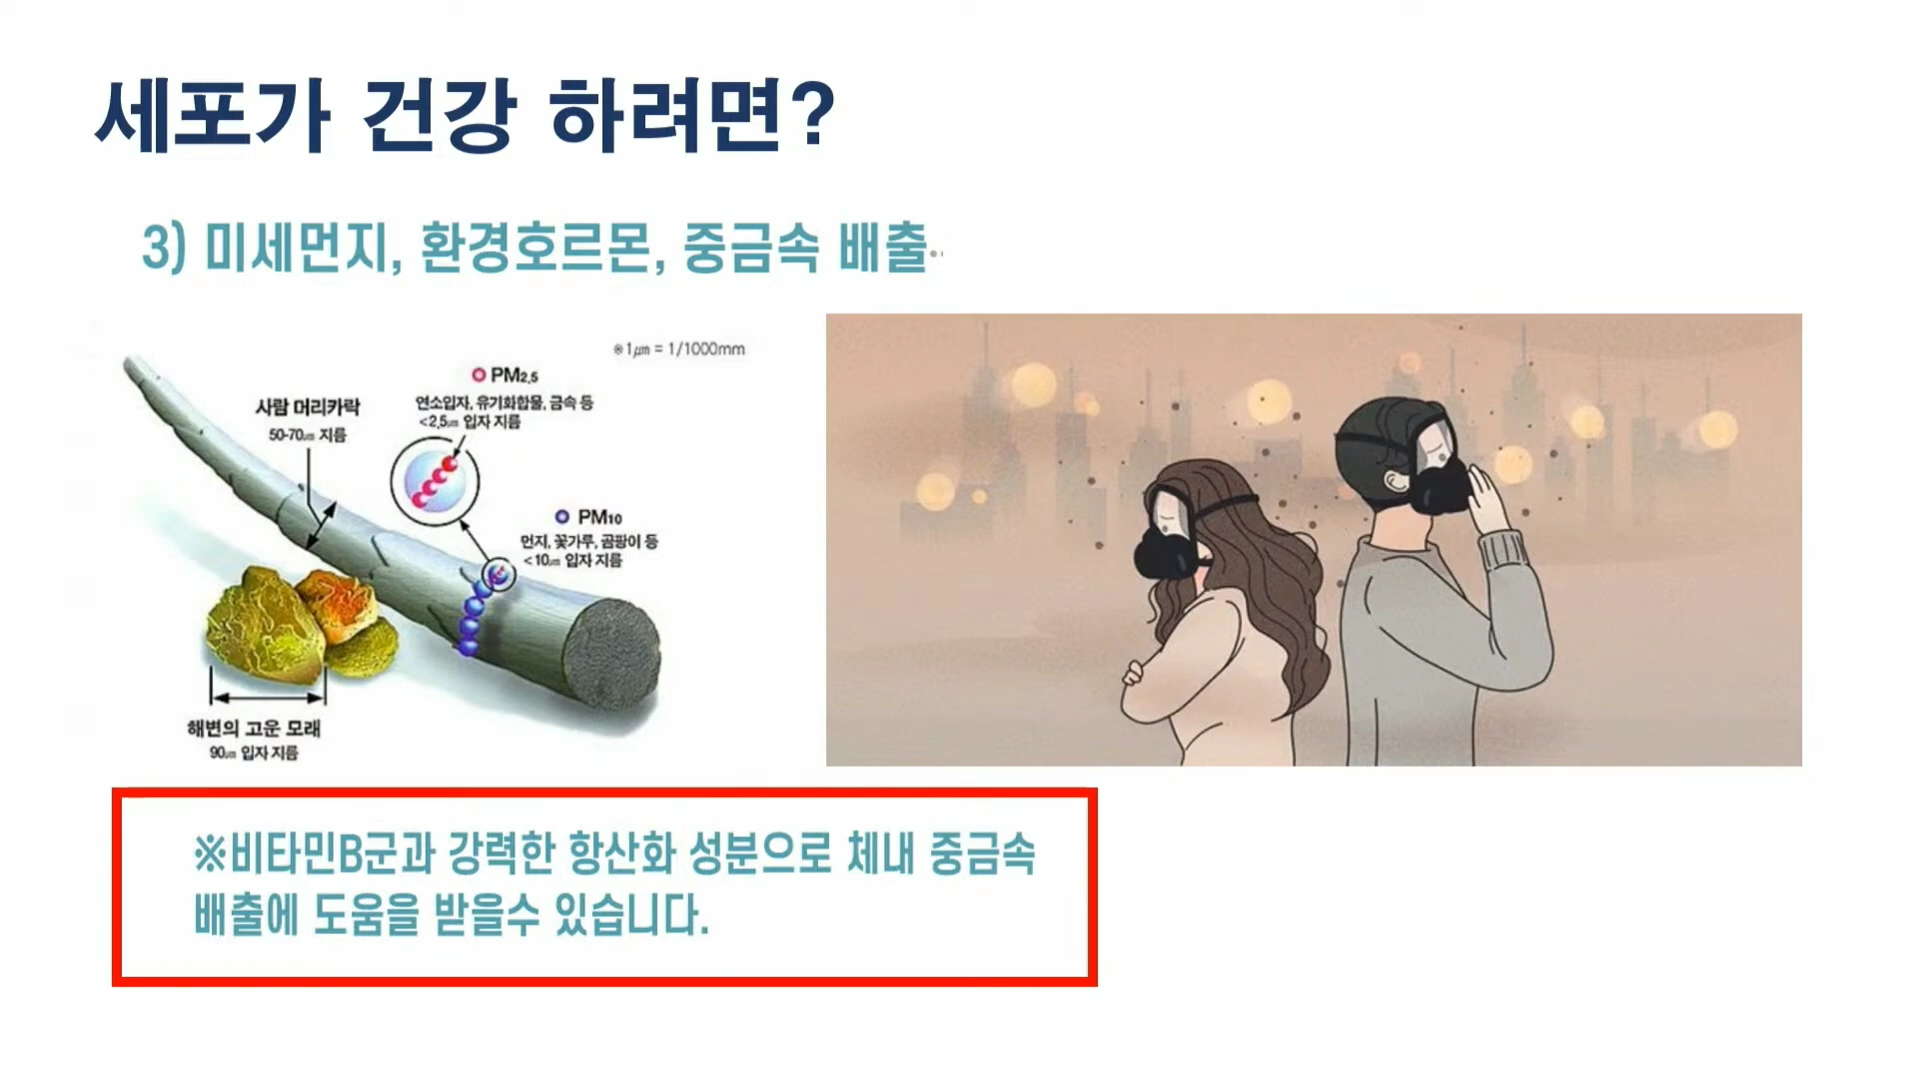 세포가 건강 하려면?
3) 미세먼지, 환경호르몬, 중금속 배출
※1㎛ = 1/1000mm
PM2.5
연소입자, 유기화합물, 금속 등
<2.5㎛ 입자 지름
사람 머리카락
50-70㎛ 지름
PM10
먼지, 꽃가루, 곰팡이 등
<10㎛ 입자 지름
해변의 고운 모래
90㎛ 입자 지름
※비타민B군과 강력한 항산화 성분으로 체내 중금속
배출에 도움을 받을수 있습니다.